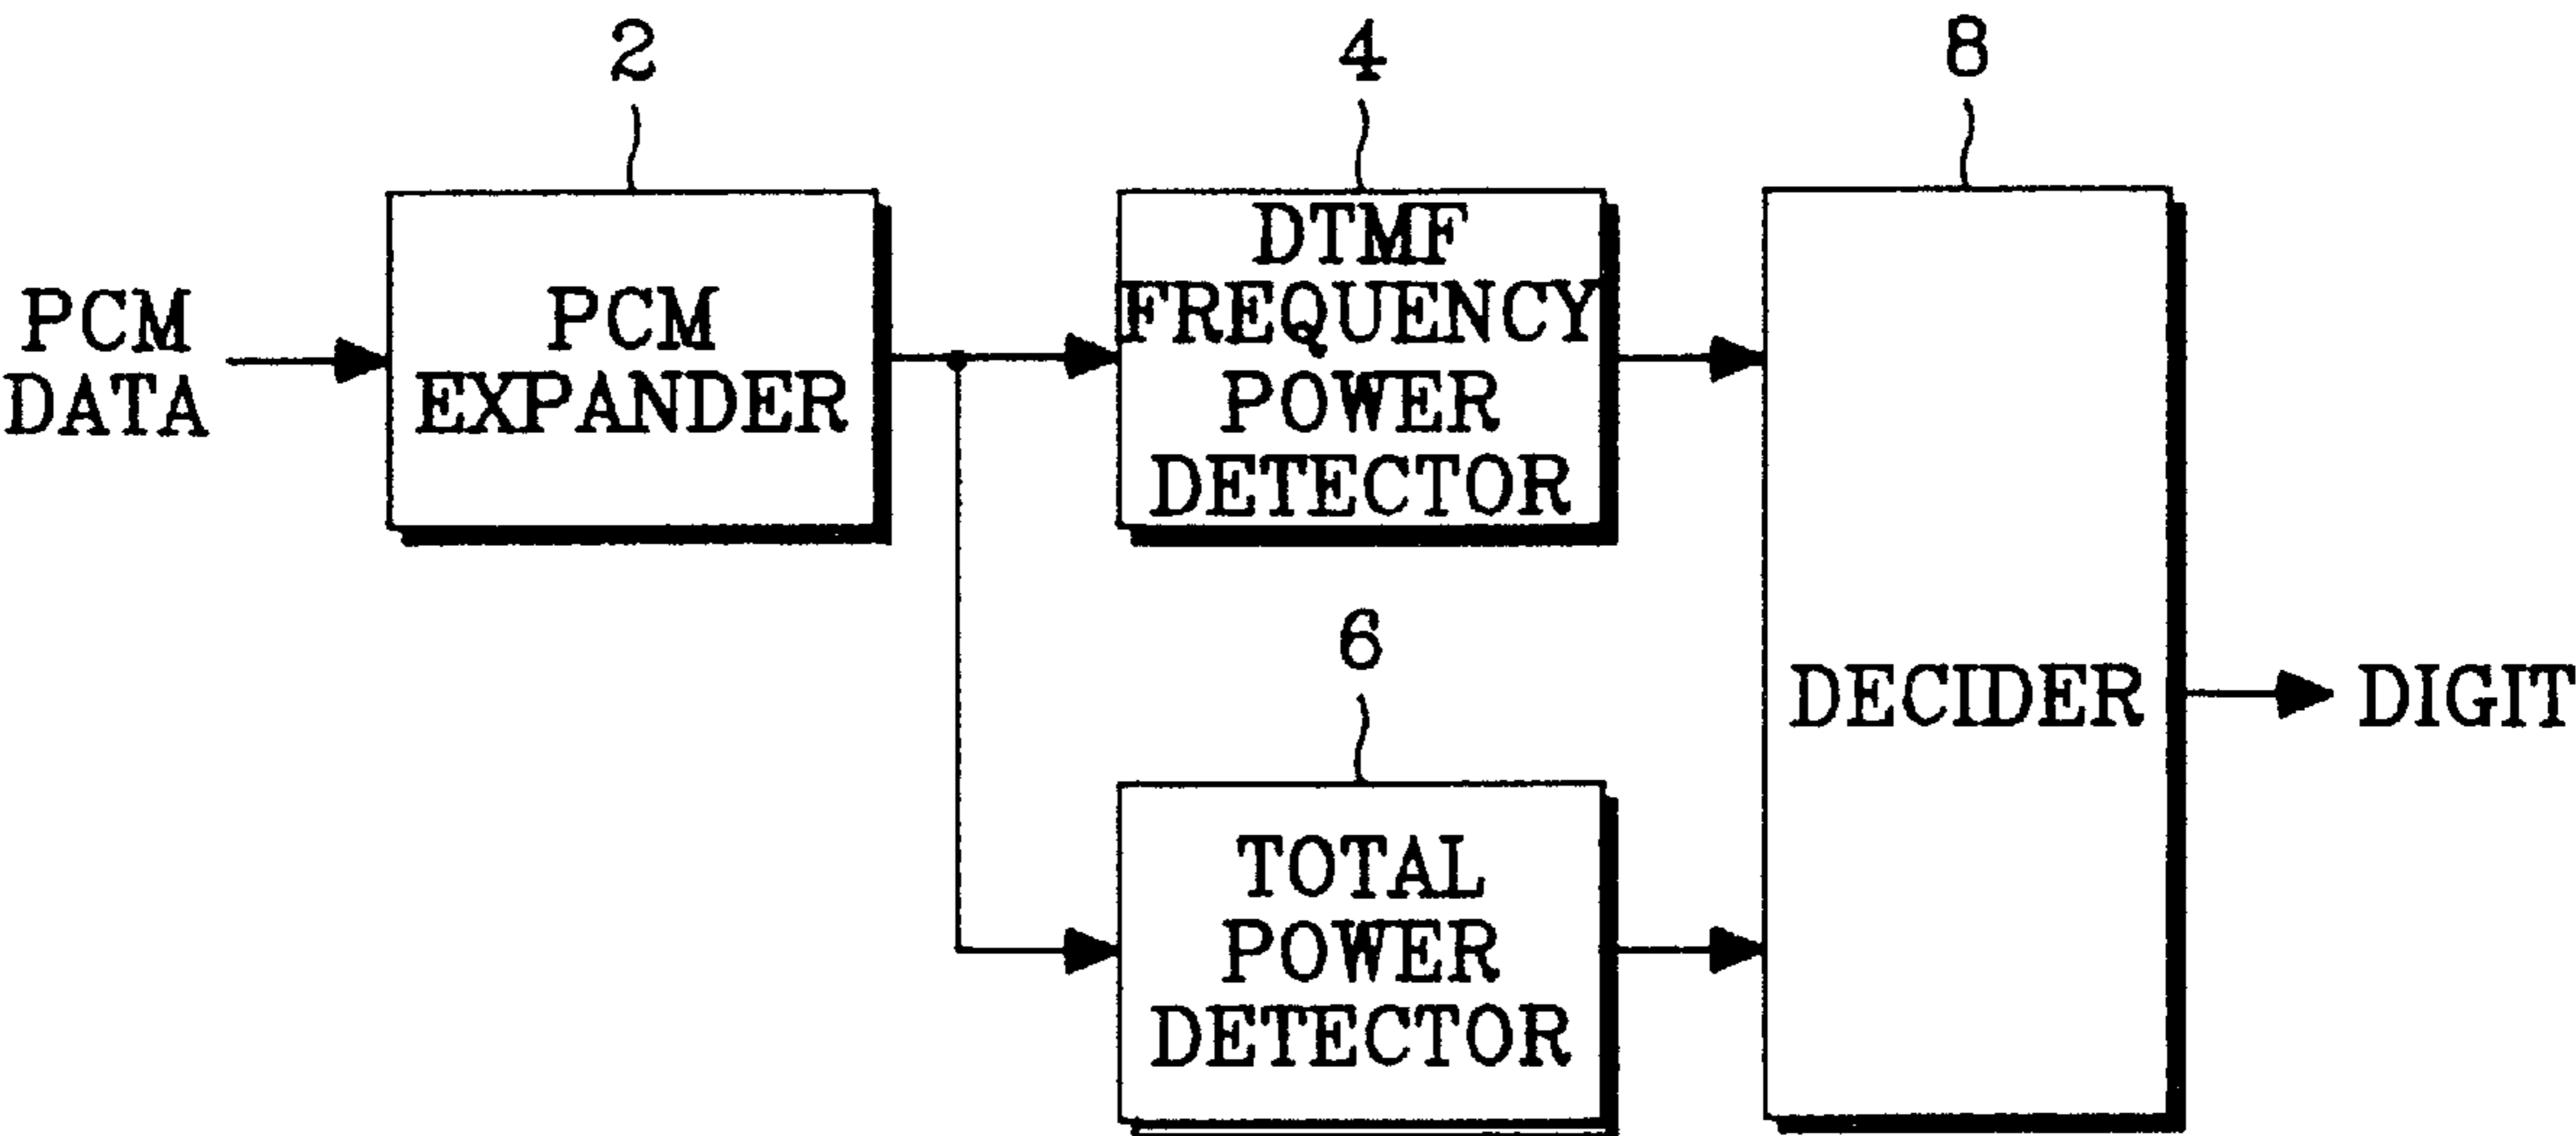 2
4
8
PCM
DATA
PCM
EXPANDER
DTMF
FREQUENCY
POWER
DETECTOR
6
TOTAL
POWER
DETECTOR
DECIDER
DIGIT